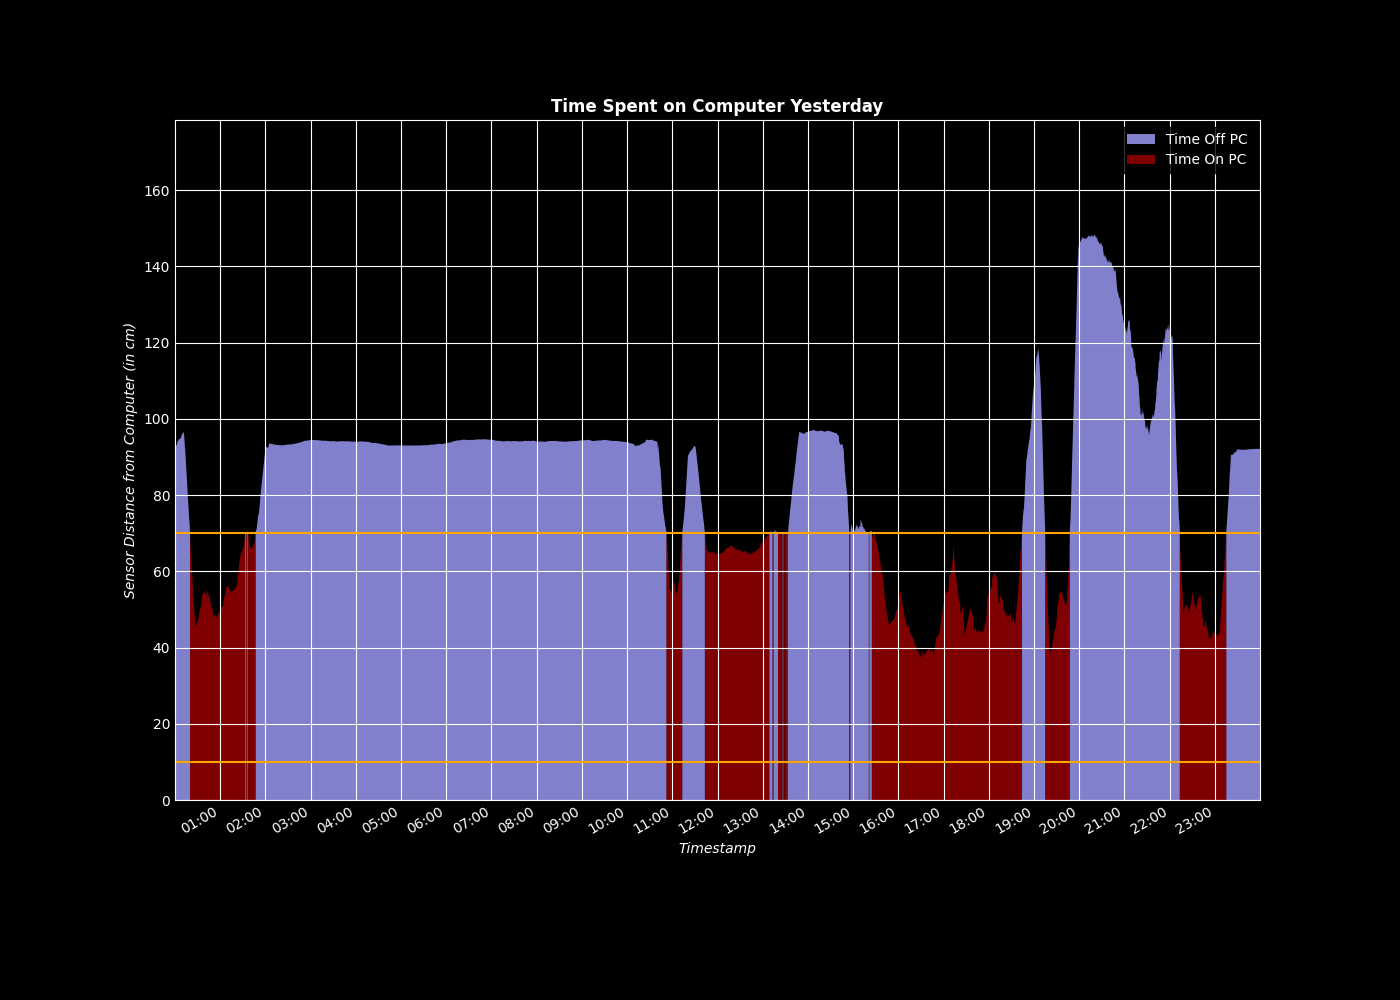 Time Spent on Computer Yesterday
Time Off PC
Time On PC
Sensor Distance from Computer (in cm)
160
140
120
100
80
60
40
20
0
01:00 02:00 03:00 04:00 05:00 06:00 07:00 08:00 09:00 10:00 11:00 12:00 13:00 14:00 15:00 16:00 17:00 18:00 19:00 20:00 21:00 22:00 23:00
Timestamp